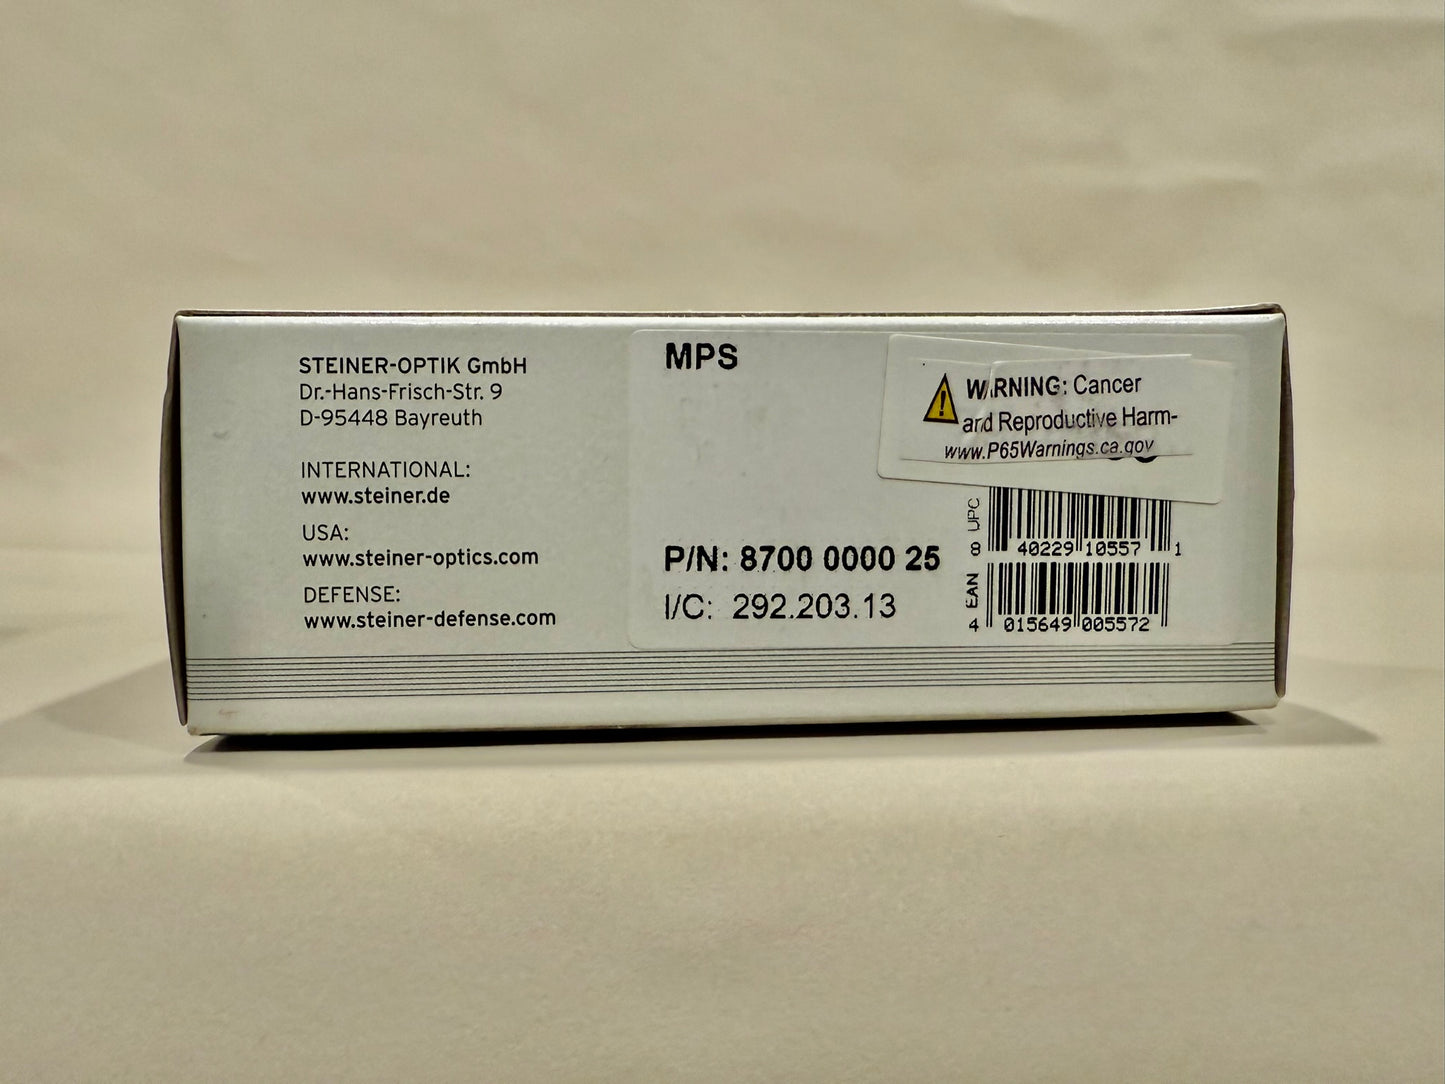 STEINER-OPTIK GmbH
Dr.-Hans-Frisch-Str. 9
D-95448 Bayreuth
INTERNATIONAL:
www.steiner.de
USA:
www.steiner-optics.com
DEFENSE:
www.steiner-defense.com
MPS
P/N: 8700 0000 25
I/C: 292.203.13
WARNING: Cancer
and Reproductive Harm-
www.P65Warnings.ca.gov
UPC
8 40229 10557 1
EAN
4 015649 005572